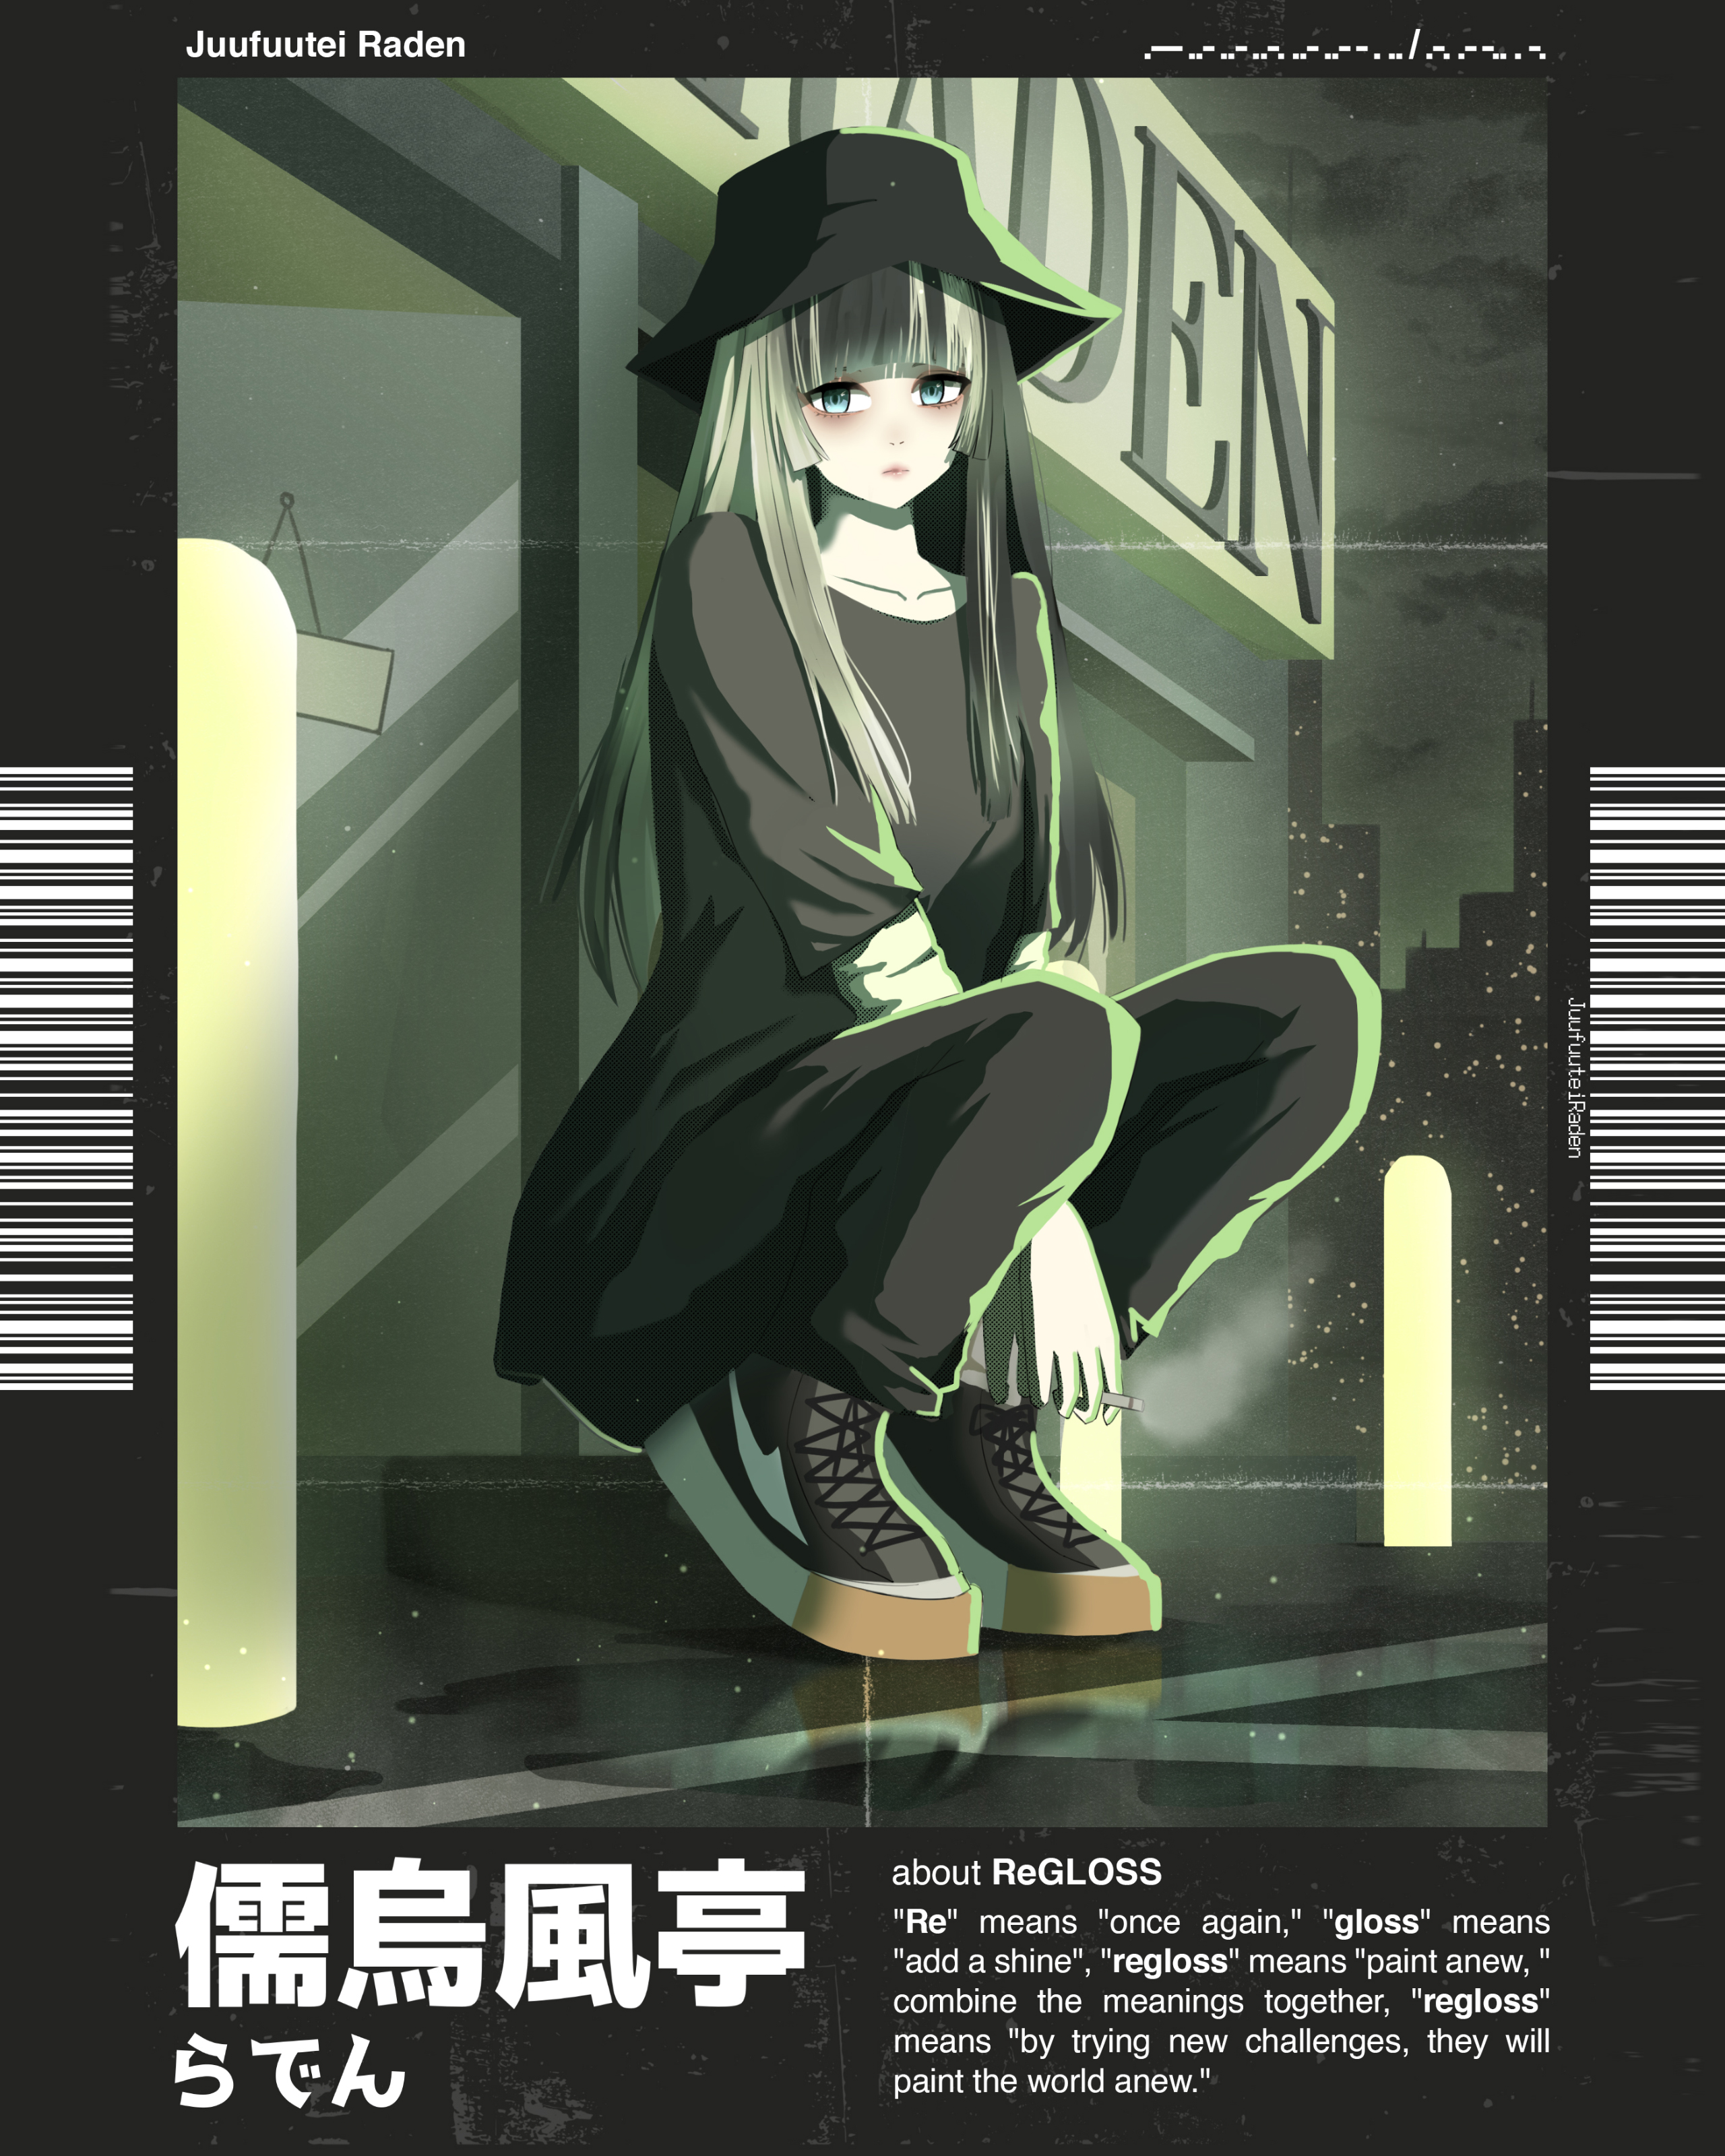 Juufuutei Raden
RADEN
JuufuuteiRaden
儒烏風亭
らでん
about ReGLOSS
"Re" means "once again," "gloss" means
"add a shine", "regloss" means "paint anew, "
combine the meanings together, "regloss"
means "by trying new challenges, they will
paint the world anew."